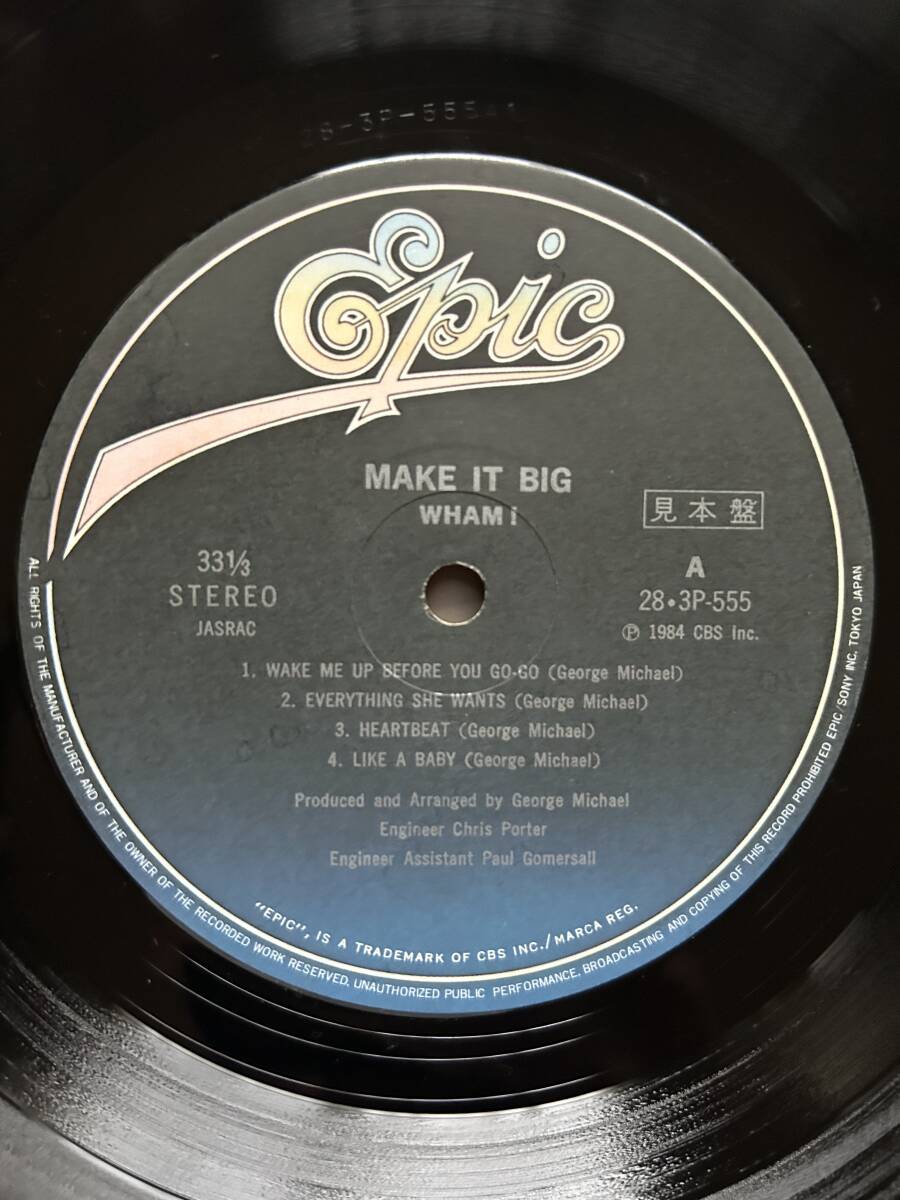 28-3P-555
Epic
MAKE IT BIG
WHAM!
見本盤
33⅓
STEREO
JASRAC
A
28・3P-555
Ⓟ 1984 CBS Inc.
1. WAKE ME UP BEFORE YOU GO-GO (George Michael)
2. EVERYTHING SHE WANTS (George Michael)
3. HEARTBEAT (George Michael)
4. LIKE A BABY (George Michael)
Produced and Arranged by George Michael
Engineer Chris Porter
Engineer Assistant Paul Gomersall
"EPIC", IS A TRADEMARK OF CBS INC./MARCA REG.
ALL RIGHTS OF THE MANUFACTURER AND OF THE OWNER OF THE RECORDED WORK RESERVED. UNAUTHORIZED PUBLIC PERFORMANCE, BROADCASTING AND COPYING OF THIS RECORD PROHIBITED EPIC/SONY INC. TOKYO JAPAN